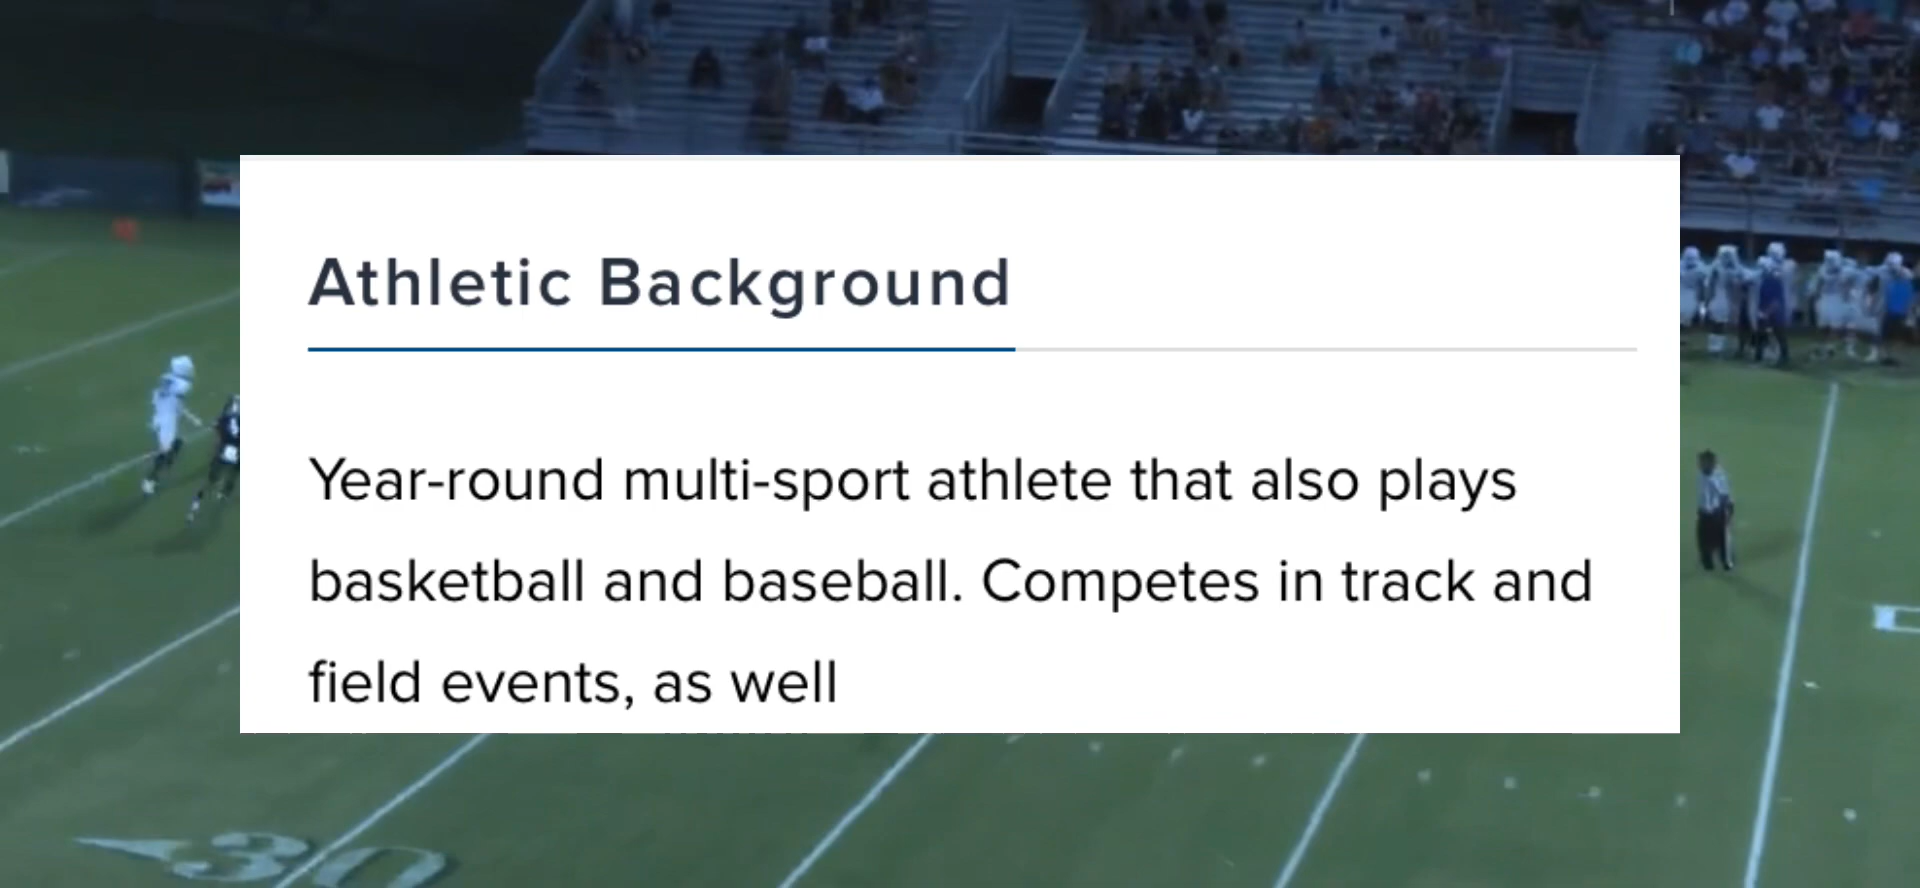 Athletic Background
Year-round multi-sport athlete that also plays
basketball and baseball. Competes in track and
field events, as well
30